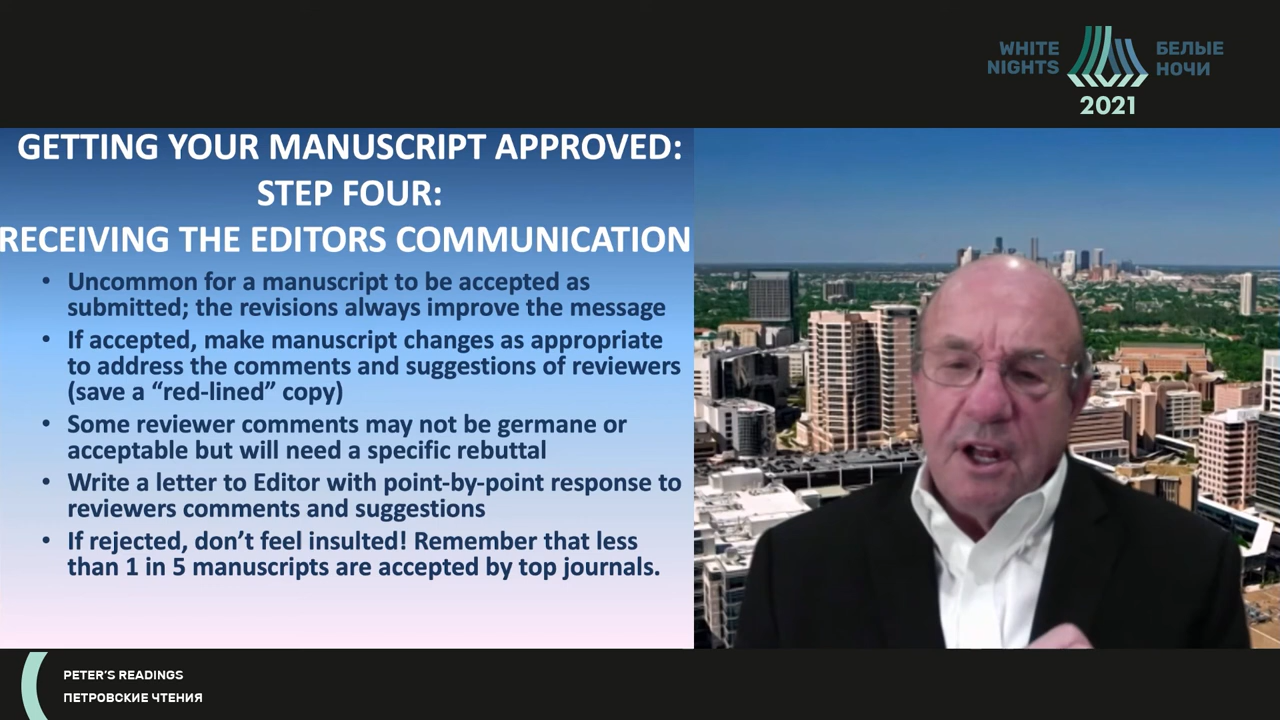 WHITE
NIGHTS
БЕЛЫЕ
НОЧИ
2021
GETTING YOUR MANUSCRIPT APPROVED:
STEP FOUR:
RECEIVING THE EDITORS COMMUNICATION
• Uncommon for a manuscript to be accepted as
submitted; the revisions always improve the message
• If accepted, make manuscript changes as appropriate
to address the comments and suggestions of reviewers
(save a “red-lined” copy)
• Some reviewer comments may not be germane or
acceptable but will need a specific rebuttal
• Write a letter to Editor with point-by-point response to
reviewers comments and suggestions
• If rejected, don’t feel insulted! Remember that less
than 1 in 5 manuscripts are accepted by top journals.
PETER'S READINGS
ПЕТРОВСКИЕ ЧТЕНИЯ